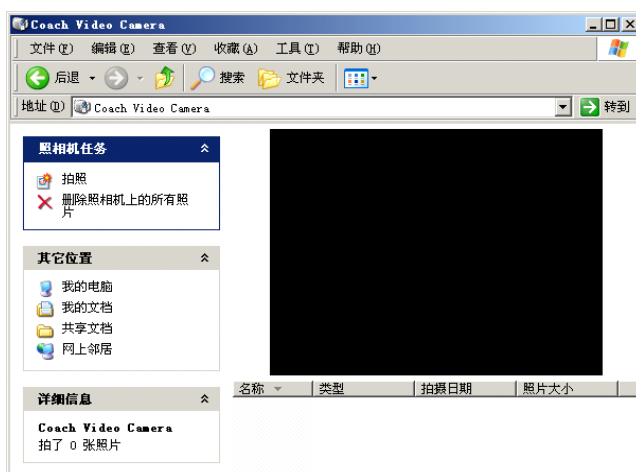 Coach Video Camera
文件(F) 编辑(E) 查看(V) 收藏(A) 工具(T) 帮助(H)
后退 搜索 文件夹
地址(D) Coach Video Camera 转到
照相机任务
拍照
删除照相机上的所有照
片
其它位置
我的电脑
我的文档
共享文档
网上邻居
详细信息
Coach Video Camera
拍了 0 张照片
名称 类型 拍摄日期 照片大小